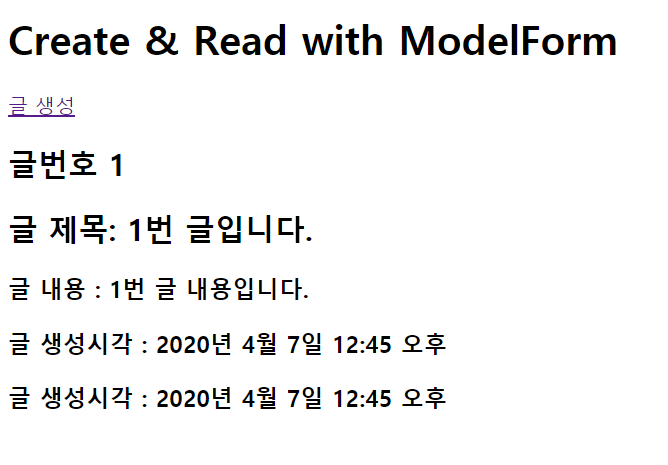 Create & Read with ModelForm
글 생성
글번호 1
글 제목: 1번 글입니다.
글 내용 : 1번 글 내용입니다.
글 생성시각 : 2020년 4월 7일 12:45 오후
글 생성시각 : 2020년 4월 7일 12:45 오후